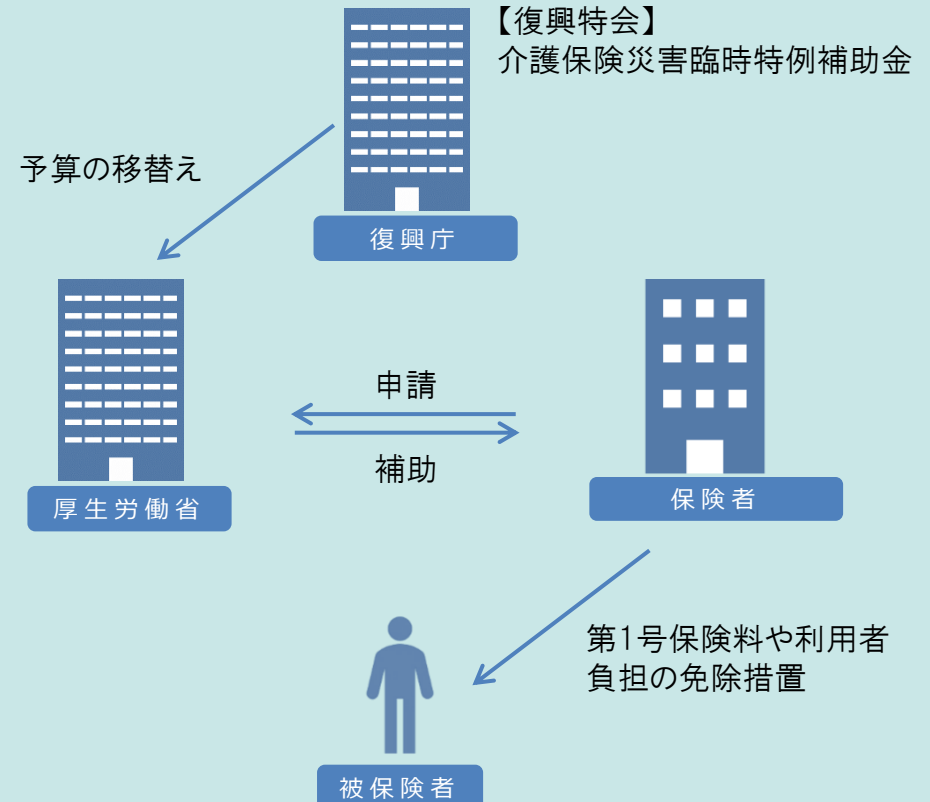 【復興特会】
介護保険災害臨時特例補助金
予算の移替え
復興庁
申請
補助
厚生労働省
保険者
第1号保険料や利用者
負担の免除措置
被保険者